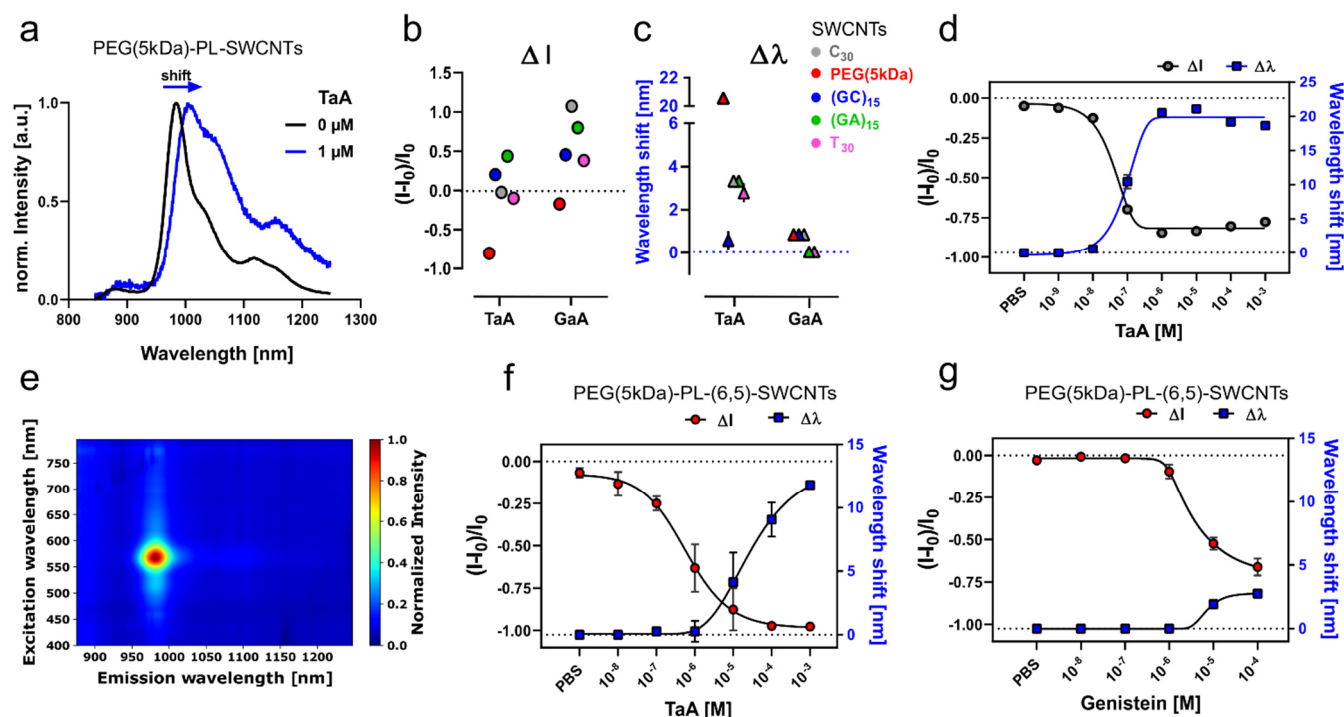 a
PEG(5kDa)-PL-SWCNTs
shift
TaA
0 µM
1 µM
norm. Intensity [a.u.]
1.0
0.5
0.0
800 900 1000 1100 1200 1300
Wavelength [nm]
b
ΔI
(I-I₀)/I₀
1.5
1.0
0.5
0.0
-0.5
-1.0
TaA GaA
c
Δλ
Wavelength shift [nm]
22
20
6
4
2
0
TaA GaA
SWCNTs
C₃₀
PEG(5kDa)
(GC)₁₅
(GA)₁₅
T₃₀
d
ΔI Δλ
(I-I₀)/I₀
0.00
-0.25
-0.50
-0.75
-1.00
25
20
15
10
5
0
Wavelength shift [nm]
PBS 10⁻⁹ 10⁻⁸ 10⁻⁷ 10⁻⁶ 10⁻⁵ 10⁻⁴ 10⁻³
TaA [M]
e
Excitation wavelength [nm]
750
700
650
600
550
500
450
400
900 950 1000 1050 1100 1150 1200
Emission wavelength [nm]
1.0
0.8
0.6
0.4
0.2
0.0
Normalized Intensity
f
PEG(5kDa)-PL-(6,5)-SWCNTs
ΔI Δλ
(I-I₀)/I₀
0.00
-0.25
-0.50
-0.75
-1.00
15
10
5
0
Wavelength shift [nm]
PBS 10⁻⁸ 10⁻⁷ 10⁻⁶ 10⁻⁵ 10⁻⁴ 10⁻³
TaA [M]
g
PEG(5kDa)-PL-(6,5)-SWCNTs
ΔI Δλ
(I-I₀)/I₀
0.00
-0.25
-0.50
-0.75
-1.00
15
10
5
0
Wavelength shift [nm]
PBS 10⁻⁸ 10⁻⁷ 10⁻⁶ 10⁻⁵ 10⁻⁴
Genistein [M]